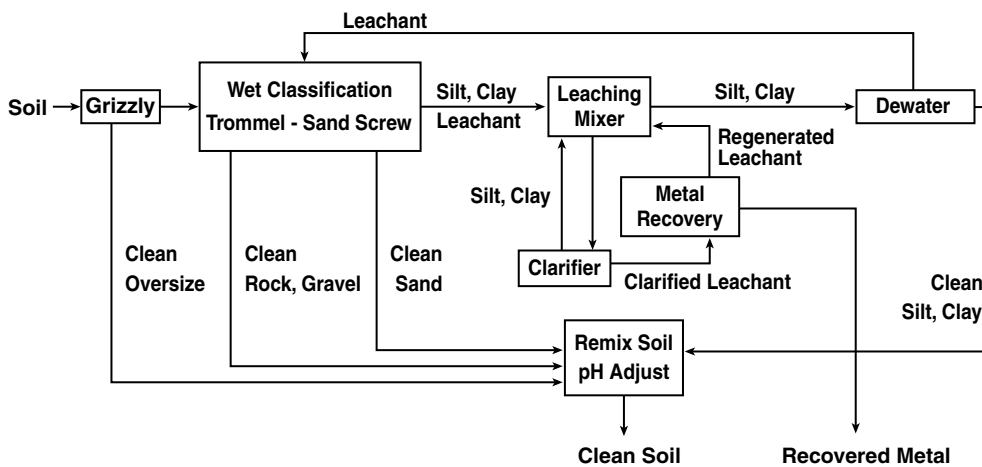 Leachant
Soil
Grizzly
Wet Classification
Trommel - Sand Screw
Silt, Clay
Leachant
Leaching
Mixer
Silt, Clay
Dewater
Regenerated
Leachant
Silt, Clay
Metal
Recovery
Clean
Oversize
Clean
Rock, Gravel
Clean
Sand
Clarifier
Clarified Leachant
Clean
Silt, Clay
Remix Soil
pH Adjust
Clean Soil
Recovered Metal